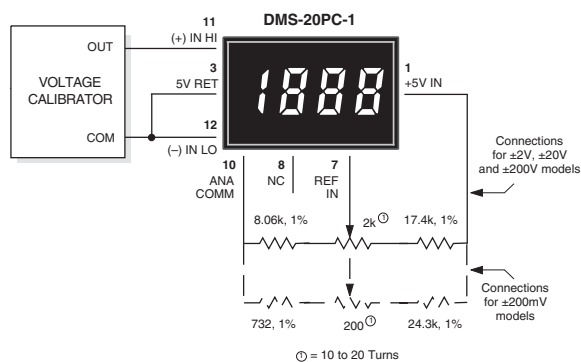 DMS-20PC-1
11
(+) IN HI
OUT
3
5V RET
1
+5V IN
VOLTAGE
CALIBRATOR
1888
12
COM
(–) IN LO
10
ANA
COMM
8
NC
7
REF
IN
Connections
for ±2V, ±20V
and ±200V models
8.06k, 1%
2k①
17.4k, 1%
Connections
for ±200mV
models
732, 1%
200①
24.3k, 1%
① = 10 to 20 Turns